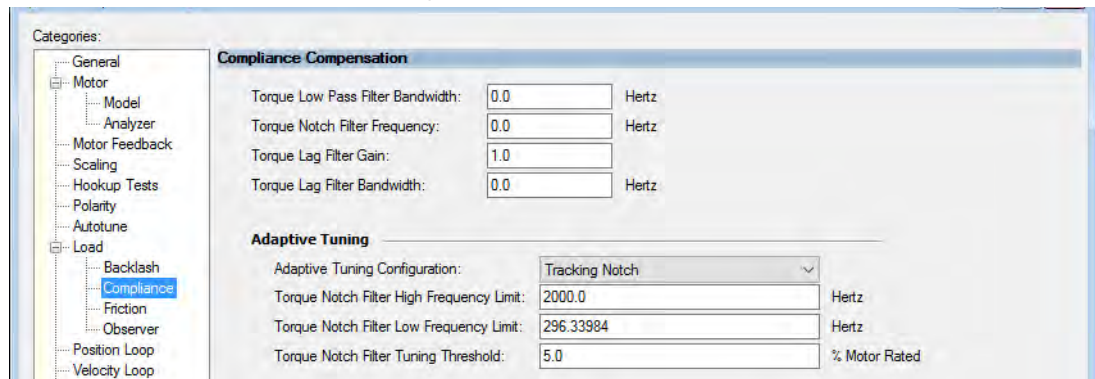 Categories:
General
Motor
Model
Analyzer
Motor Feedback
Scaling
Hookup Tests
Polarity
Autotune
Load
Backlash
Compliance
Friction
Observer
Position Loop
Velocity Loop
Compliance Compensation
Torque Low Pass Filter Bandwidth: 0.0 Hertz
Torque Notch Filter Frequency: 0.0 Hertz
Torque Lag Filter Gain: 1.0
Torque Lag Filter Bandwidth: 0.0 Hertz
Adaptive Tuning
Adaptive Tuning Configuration: Tracking Notch
Torque Notch Filter High Frequency Limit: 2000.0 Hertz
Torque Notch Filter Low Frequency Limit: 296.33984 Hertz
Torque Notch Filter Tuning Threshold: 5.0 % Motor Rated